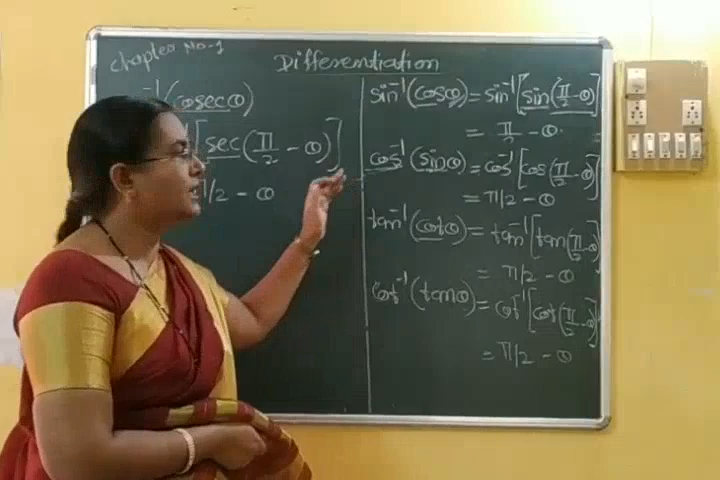 Chapter No-1
Differentiation
⁻¹(cosecθ)
[sec(π/2 - θ)]
π/2 - θ
sin⁻¹(cosθ) = sin⁻¹[sin(π/2 - θ)]
= π/2 - θ.
cos⁻¹(sinθ) = cos⁻¹[cos(π/2 - θ)]
= π/2 - θ
tan⁻¹(cotθ) = tan⁻¹[tan(π/2 - θ)]
= π/2 - θ
cot⁻¹(tanθ) = cot⁻¹[cot(π/2 - θ)]
= π/2 - θ